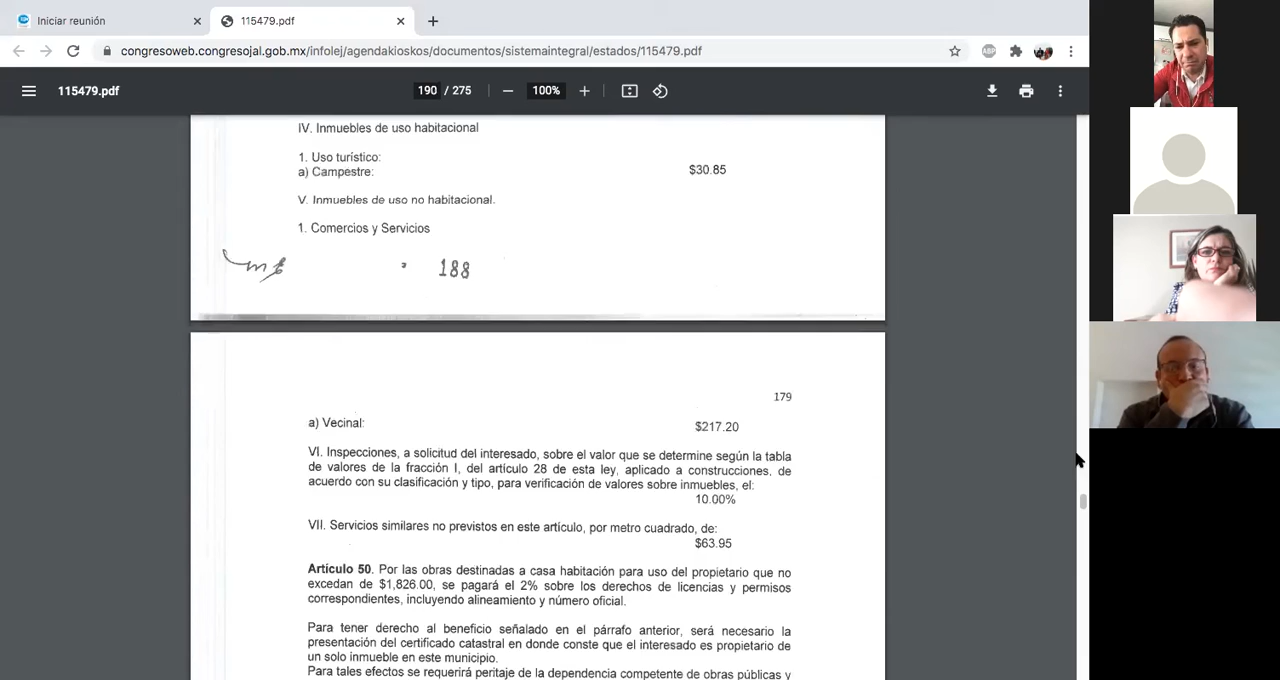 Iniciar reunión
115479.pdf
congresoweb.congresojal.gob.mx/infolej/agendakioskos/documentos/sistemaintegral/estados/115479.pdf
ABP
115479.pdf
190 / 275
100%
IV. Inmuebles de uso habitacional
1. Uso turístico:
a) Campestre: $30.85
V. Inmuebles de uso no habitacional.
1. Comercios y Servicios
188
179
a) Vecinal: $217.20
VI. Inspecciones, a solicitud del interesado, sobre el valor que se determine según la tabla
de valores de la fracción I, del artículo 28 de esta ley, aplicado a construcciones, de
acuerdo con su clasificación y tipo, para verificación de valores sobre inmuebles, el:
10.00%
VII. Servicios similares no previstos en este artículo, por metro cuadrado, de:
$63.95
Artículo 50. Por las obras destinadas a casa habitación para uso del propietario que no
excedan de $1,826.00, se pagará el 2% sobre los derechos de licencias y permisos
correspondientes, incluyendo alineamiento y número oficial.
Para tener derecho al beneficio señalado en el párrafo anterior, será necesario la
presentación del certificado catastral en donde conste que el interesado es propietario de
un solo inmueble en este municipio.
Para tales efectos se requerirá peritaje de la dependencia competente de obras públicas y